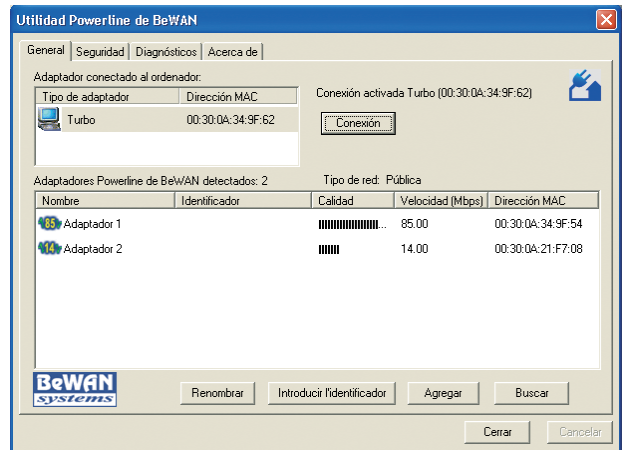 Utilidad Powerline de BeWAN
General Seguridad Diagnósticos Acerca de
Adaptador conectado al ordenador:
Tipo de adaptador Dirección MAC
Turbo 00:30:0A:34:9F:62
Conexión activada Turbo (00:30:0A:34:9F:62)
Conexión
Adaptadores Powerline de BeWAN detectados: 2 Tipo de red: Pública
Nombre Identificador Calidad Velocidad (Mbps) Dirección MAC
85 Adaptador 1 ... 85.00 00:30:0A:34:9F:54
14 Adaptador 2 14.00 00:30:0A:21:F7:08
BeWAN
systems
Renombrar Introducir l'identificador Agregar Buscar
Cerrar Cancelar